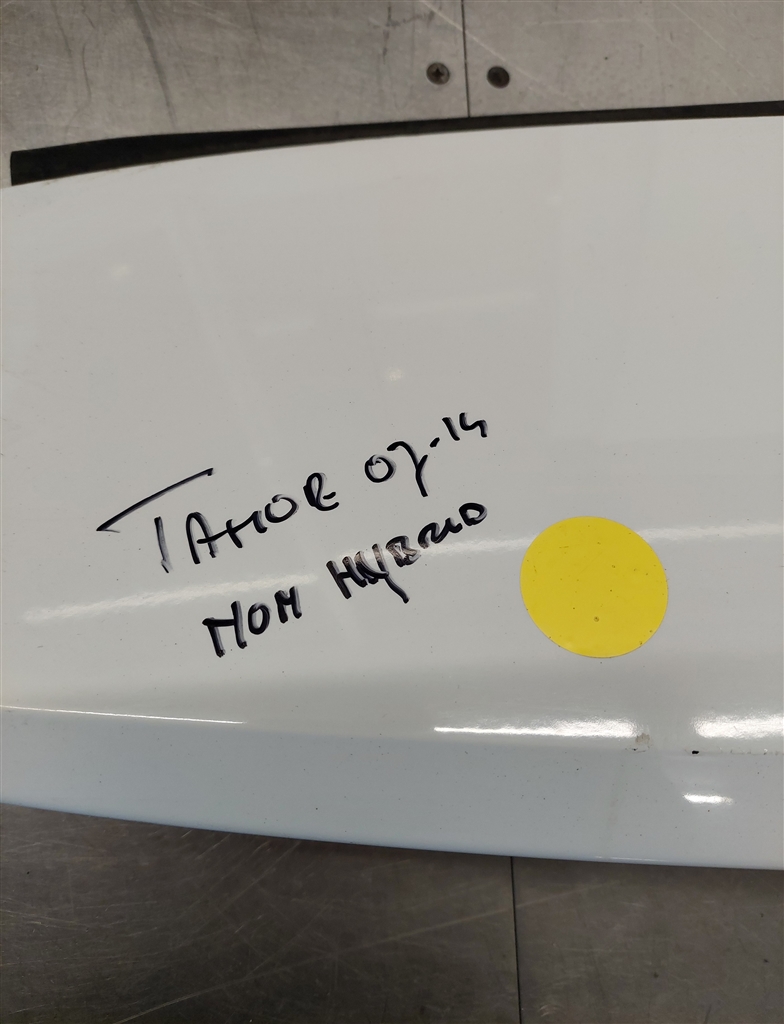 TAHOE 07-14
NON HYBRID